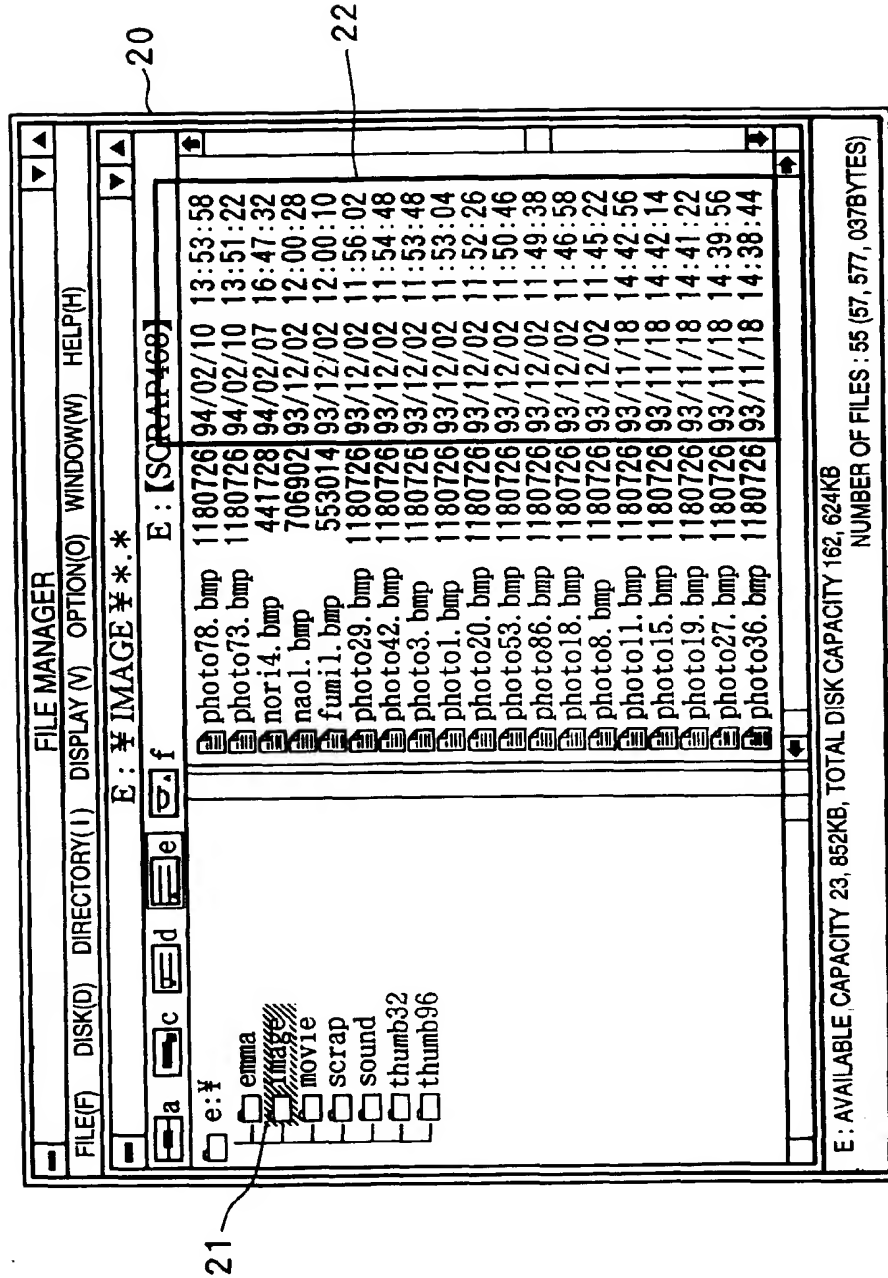 20
22
21
FILE MANAGER
FILE(F) DISK(D) DIRECTORY(I) DISPLAY (V) OPTION(O) WINDOW(W) HELP(H)
E:¥IMAGE¥*.*
a c d e f E:【SCRAP460】
e:¥
emma
image
movie
scrap
sound
thumb32
thumb96
photo78.bmp 1180726 94/02/10 13:53:58
photo73.bmp 1180726 94/02/10 13:51:22
nori4.bmp 441728 94/02/07 16:47:32
nao1.bmp 706902 93/12/02 12:00:28
fumi1.bmp 553014 93/12/02 12:00:10
photo29.bmp 1180726 93/12/02 11:56:02
photo42.bmp 1180726 93/12/02 11:54:48
photo3.bmp 1180726 93/12/02 11:53:48
photo1.bmp 1180726 93/12/02 11:53:04
photo20.bmp 1180726 93/12/02 11:52:26
photo53.bmp 1180726 93/12/02 11:50:46
photo86.bmp 1180726 93/12/02 11:49:38
photo18.bmp 1180726 93/12/02 11:46:58
photo8.bmp 1180726 93/12/02 11:45:22
photo11.bmp 1180726 93/11/18 14:42:56
photo15.bmp 1180726 93/11/18 14:42:14
photo19.bmp 1180726 93/11/18 14:41:22
photo27.bmp 1180726 93/11/18 14:39:56
photo36.bmp 1180726 93/11/18 14:38:44
E: AVAILABLE CAPACITY 23, 852KB, TOTAL DISK CAPACITY 162, 624KB
NUMBER OF FILES : 55 (57, 577, 037BYTES)